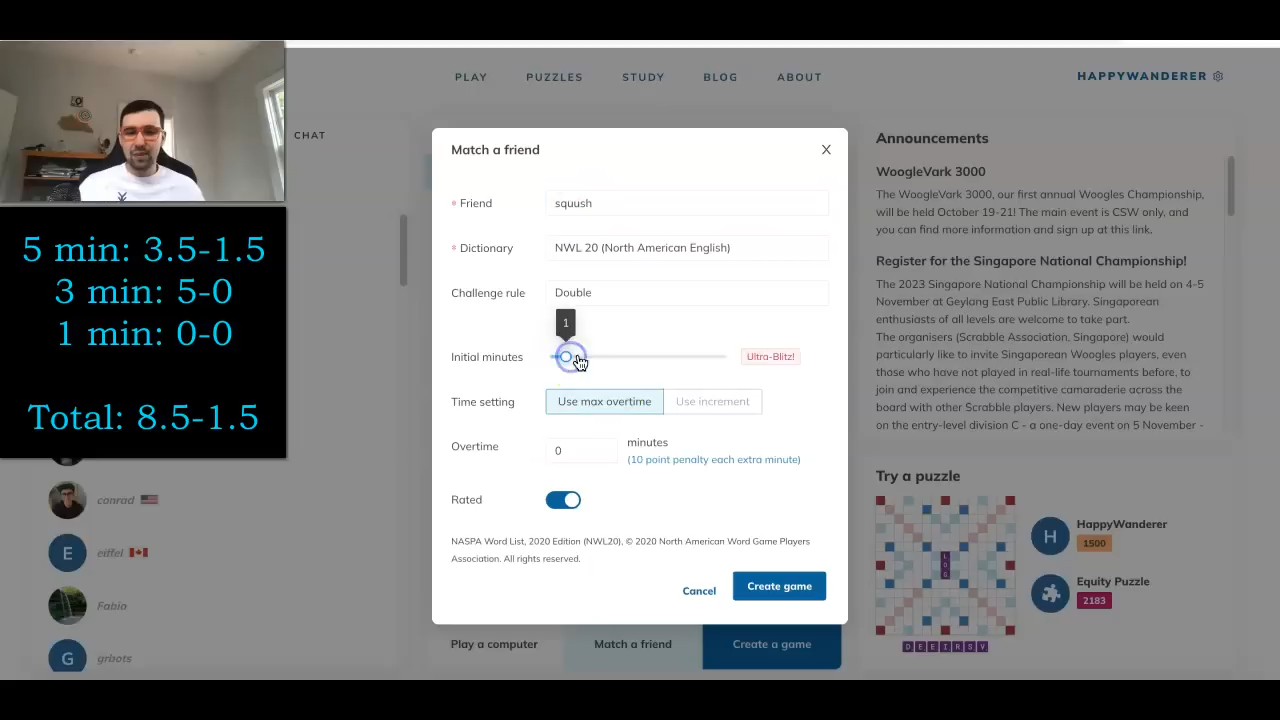 PLAY PUZZLES STUDY BLOG ABOUT
HAPPYWANDERER
CHAT
5 min: 3.5-1.5
3 min: 5-0
1 min: 0-0
Total: 8.5-1.5
conrad
E eiffel
Fabio
G grbots
Match a friend X
* Friend squush
* Dictionary NWL 20 (North American English)
Challenge rule Double
1
Initial minutes Ultra-Blitz!
Time setting Use max overtime Use increment
Overtime 0 minutes
(10 point penalty each extra minute)
Rated
NASPA Word List, 2020 Edition (NWL20), © 2020 North American Word Game Players
Association. All rights reserved.
Cancel Create game
Play a computer Match a friend Create a game
Announcements
WoogleVark 3000
The WoogleVark 3000, our first annual Woogles Championship,
will be held October 19-21! The main event is CSW only, and
you can find more information and sign up at this link.
Register for the Singapore National Championship!
The 2023 Singapore National Championship will be held on 4-5
November at Geylang East Public Library. Singaporean
enthusiasts of all levels are welcome to take part.
The organisers (Scrabble Association, Singapore) would
particularly like to invite Singaporean Woogles players, even
those who have not played in real-life tournaments before, to
join and experience the competitive camaraderie across the
board with other Scrabble players. New players may be keen
on the entry-level division C - a one-day event on 5 November -
Try a puzzle
H HappyWanderer
1500
Equity Puzzle
2183
D E E I R S V